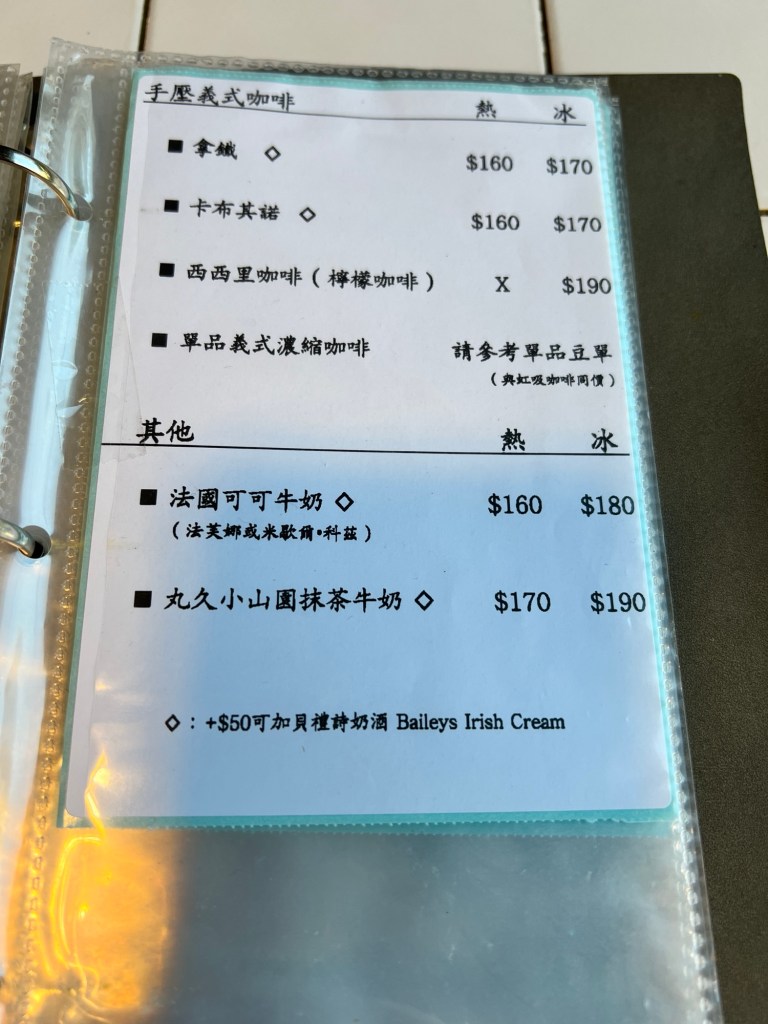 手壓義式咖啡 熱 冰
■ 拿鐵 ◇ $160 $170
■ 卡布其諾 ◇ $160 $170
■ 西西里咖啡(檸檬咖啡) X $190
■ 單品義式濃縮咖啡 請參考單品豆單
(與虹吸咖啡同價)
其他 熱 冰
■ 法國可可牛奶 ◇ $160 $180
(法芙娜或米歇爾•科茲)
■ 丸久小山園抹茶牛奶 ◇ $170 $190
◇:+$50可加貝禮詩奶酒 Baileys Irish Cream